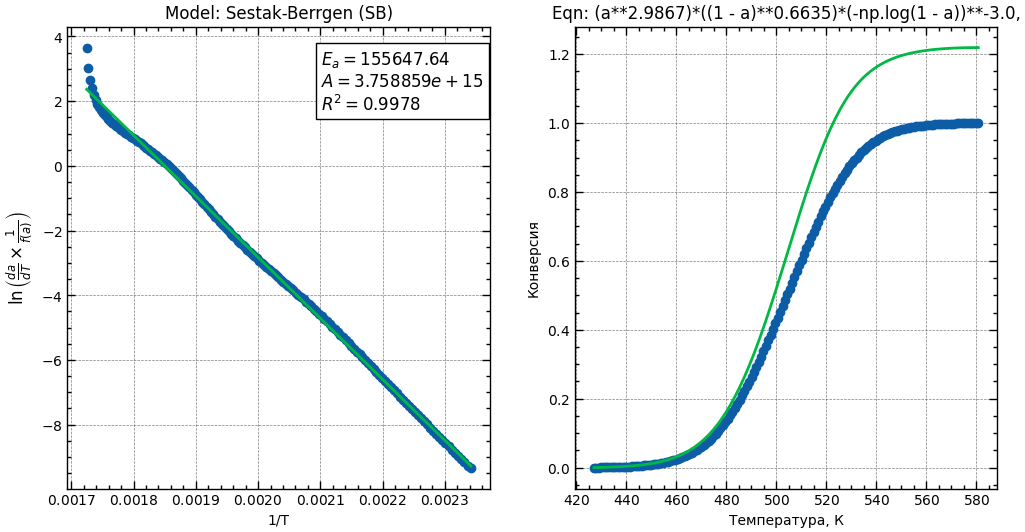 Model: Sestak-Berrgen (SB)
Eqn: (a**2.9867)*((1 - a)**0.6635)*(-np.log(1 - a))**-3.0,
E_a = 155647.64
A = 3.758859e + 15
R^2 = 0.9978
ln (da/dT × 1/f(a))
4
2
0
−2
−4
−6
−8
0.0017 0.0018 0.0019 0.0020 0.0021 0.0022 0.0023
1/T
Конверсия
1.2
1.0
0.8
0.6
0.4
0.2
0.0
420 440 460 480 500 520 540 560 580
Температура, К